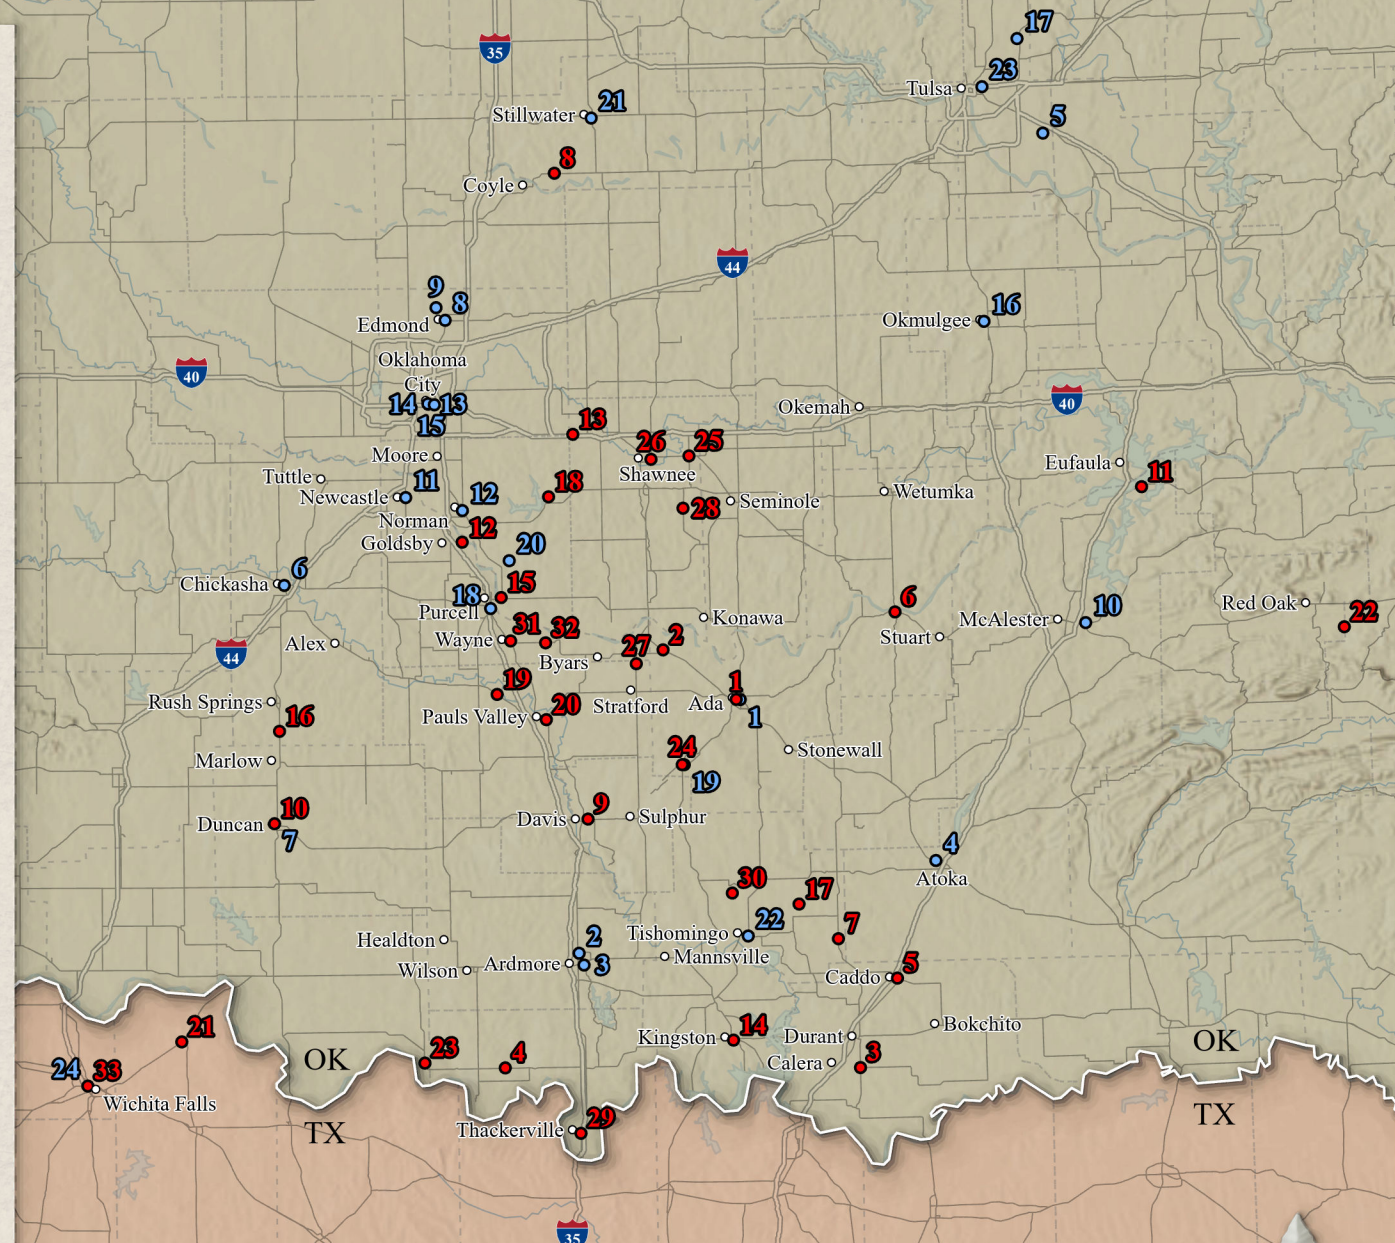 17
35
23
Tulsa
21
Stillwater
5
8
Coyle
44
9
8
16
Edmond
Okmulgee
Oklahoma
City
40
40
14
13
Okemah
15
13
26
25
Moore
Shawnee
Eufaula
11
Tuttle
11
18
Newcastle
12
28
Seminole
Wetumka
Norman
12
Goldsby
20
6
Chickasha
15
18
Purcell
6
10
Red Oak
22
Konawa
McAlester
31
32
Wayne
27
2
Stuart
Alex
44
Byars
19
1
Rush Springs
20
Stratford
Ada
16
Pauls Valley
1
24
Stonewall
Marlow
19
10
9
Duncan
Davis
Sulphur
7
4
Atoka
30
17
22
7
Healdton
2
Tishomingo
Wilson
Ardmore
3
Mannsville
5
Caddo
21
14
Bokchito
Kingston
Durant
OK
23
4
Calera
3
OK
24
33
Wichita Falls
29
TX
TX
Thackerville
35